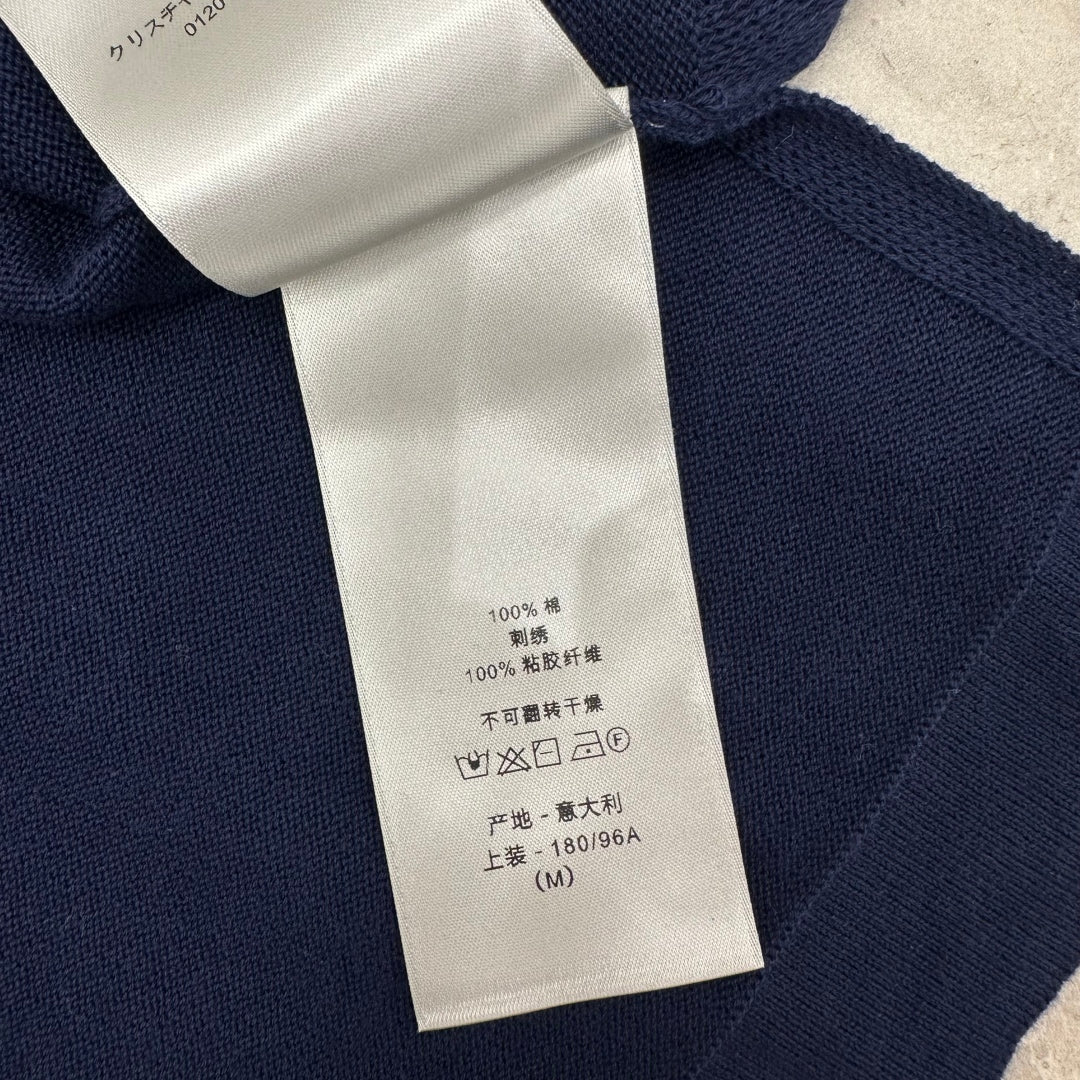 クリスチ
0120
100% 棉
刺绣
100% 粘胶纤维
不可翻转干燥
F
产地 - 意大利
上装 - 180/96A
(M)